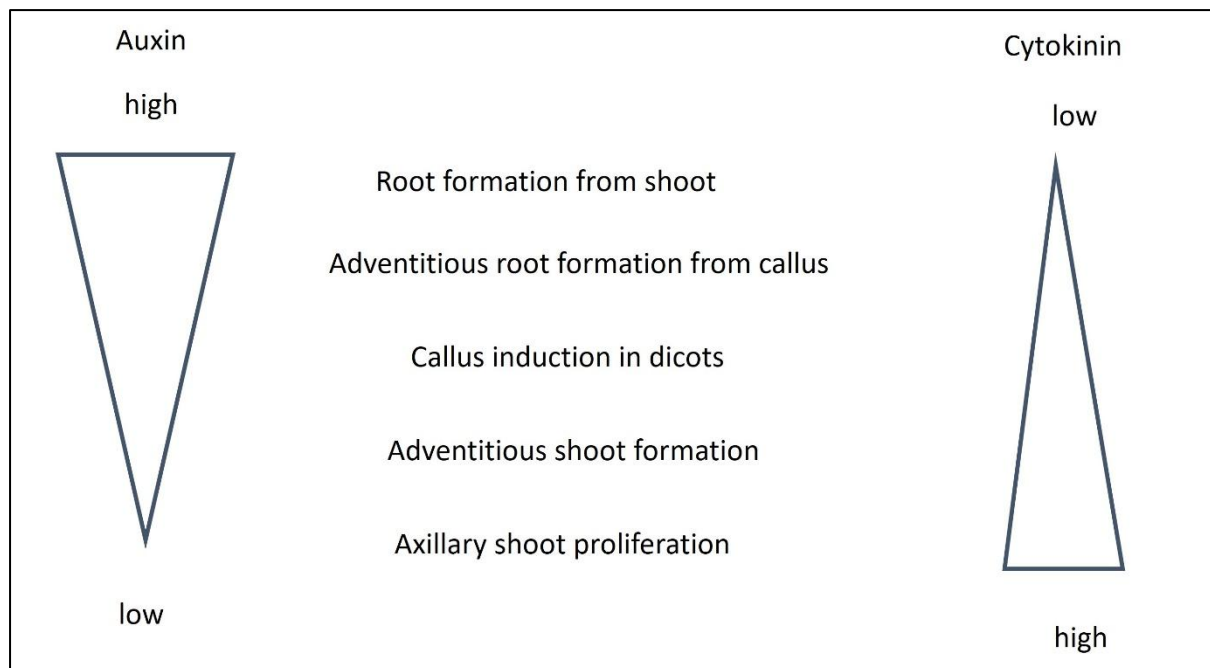 Auxin
Cytokinin
high
low
Root formation from shoot
Adventitious root formation from callus
Callus induction in dicots
Adventitious shoot formation
Axillary shoot proliferation
low
high